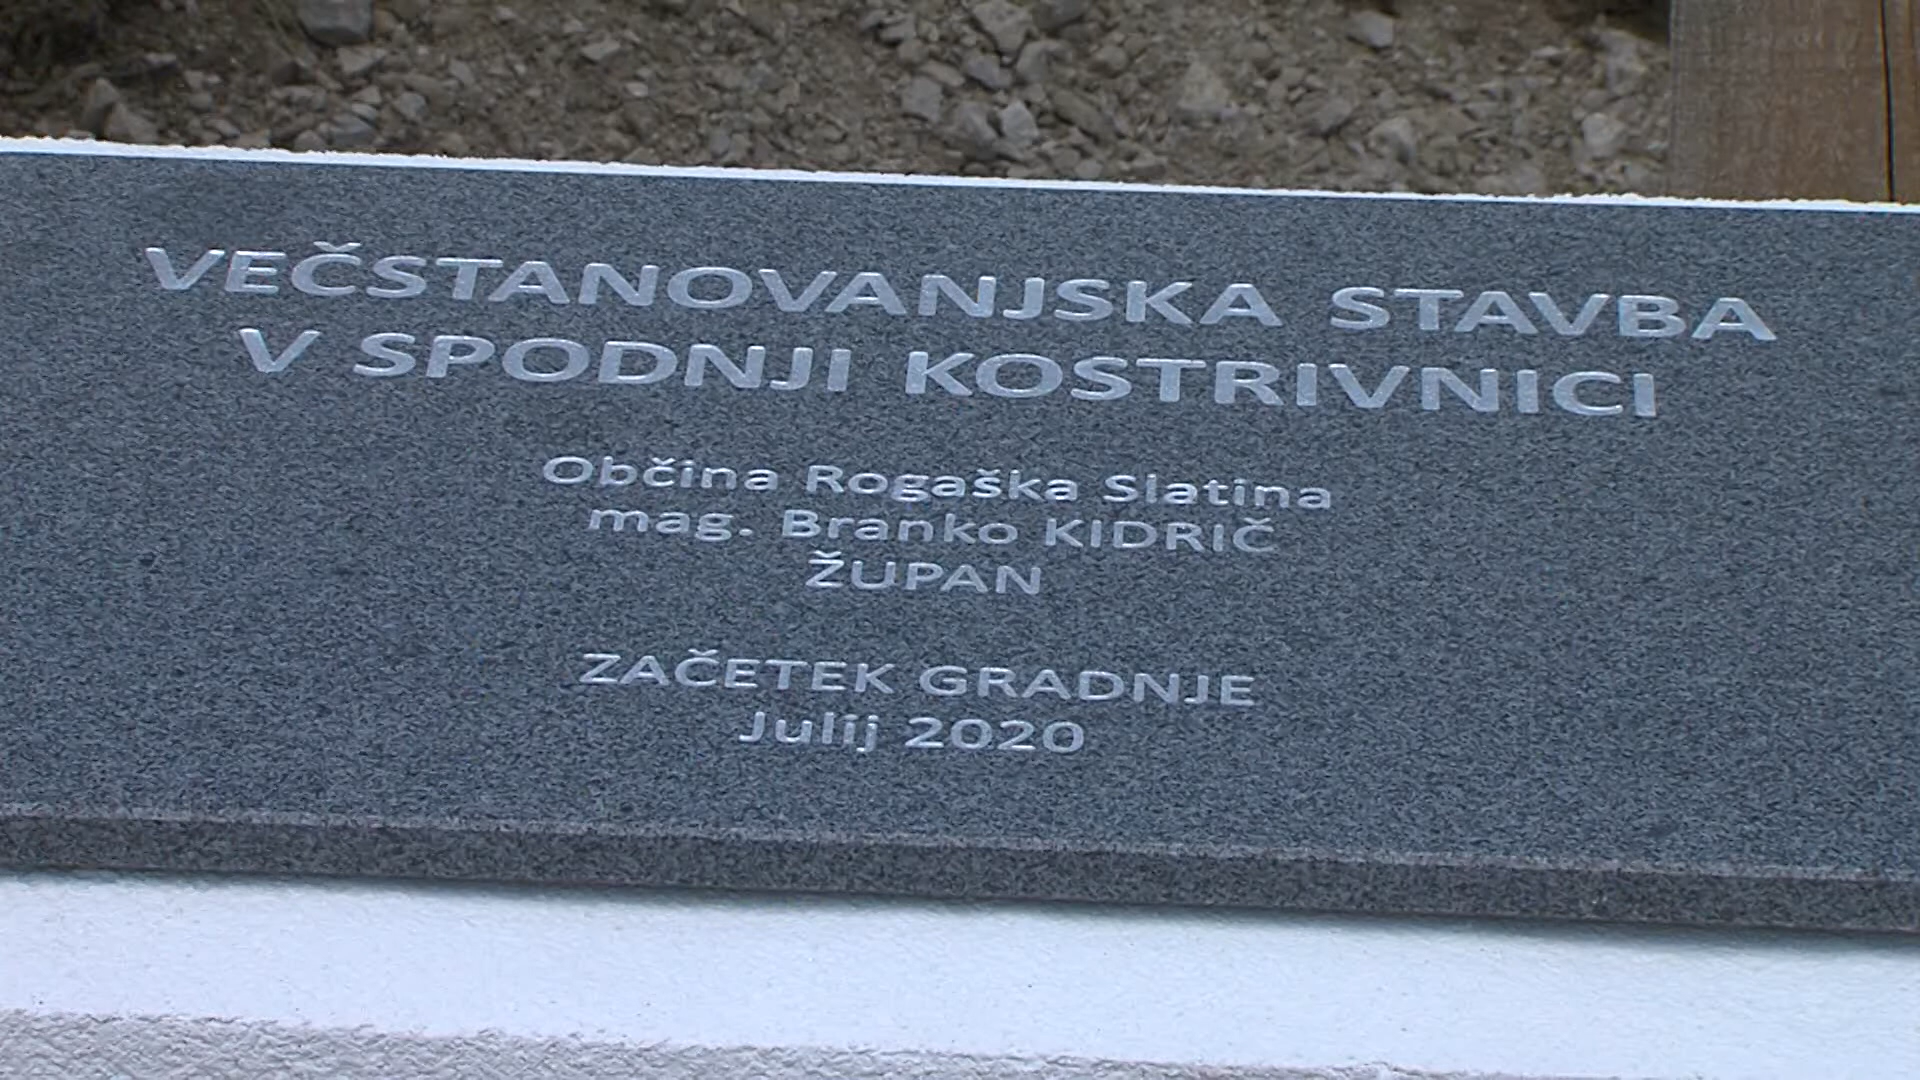 VEČSTANOVANJSKA STAVBA
V SPODNJI KOSTRIVNICI
Občina Rogaška Slatina
mag. Branko KIDRIČ
ŽUPAN
ZAČETEK GRADNJE
Julij 2020